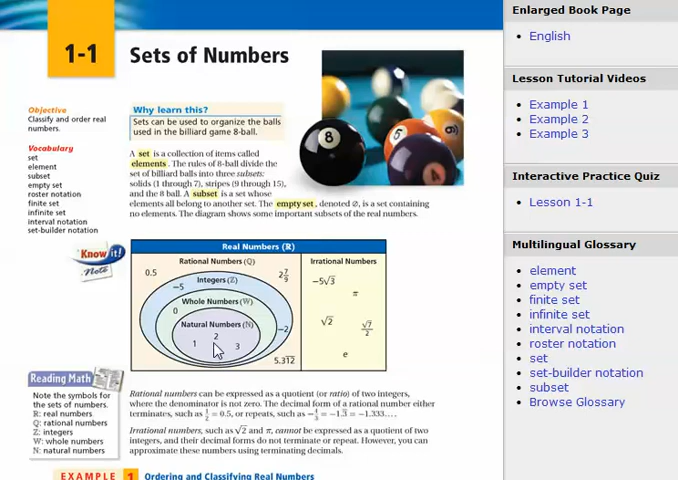 1-1
Sets of Numbers
Objective
Classify and order real
numbers.
Vocabulary
set
element
subset
empty set
roster notation
finite set
infinite set
interval notation
set-builder notation
Why learn this?
Sets can be used to organize the balls
used in the billiard game 8-ball.
8
5
9
4
A set is a collection of items called
elements. The rules of 8-ball divide the
set of billiard balls into three subsets:
solids (1 through 7), stripes (9 through 15),
and the 8 ball. A subset is a set whose
elements all belong to another set. The empty set, denoted ∅, is a set containing
no elements. The diagram shows some important subsets of the real numbers.
Know it!
Note
Real Numbers (ℝ)
Rational Numbers (ℚ)
Irrational Numbers
0.5
2 7/9
Integers (ℤ)
−5
Whole Numbers (𝕎)
0
Natural Numbers (ℕ)
1
2
3
−2
5.312
−5√3
π
√2
√7/2
e
Reading Math
Note the symbols
for the sets of numbers.
ℝ: real numbers
ℚ: rational numbers
ℤ: integers
𝕎: whole numbers
ℕ: natural numbers
Rational numbers can be expressed as a quotient (or ratio) of two integers,
where the denominator is not zero. The decimal form of a rational number either
terminates, such as 1/2 = 0.5, or repeats, such as −4/3 = −1.3̅ = −1.333....
Irrational numbers, such as √2 and π, cannot be expressed as a quotient of two
integers, and their decimal forms do not terminate or repeat. However, you can
approximate these numbers using terminating decimals.
EXAMPLE 1 Ordering and Classifying Real Numbers
Enlarged Book Page
English
Lesson Tutorial Videos
Example 1
Example 2
Example 3
Interactive Practice Quiz
Lesson 1-1
Multilingual Glossary
element
empty set
finite set
infinite set
interval notation
roster notation
set
set-builder notation
subset
Browse Glossary